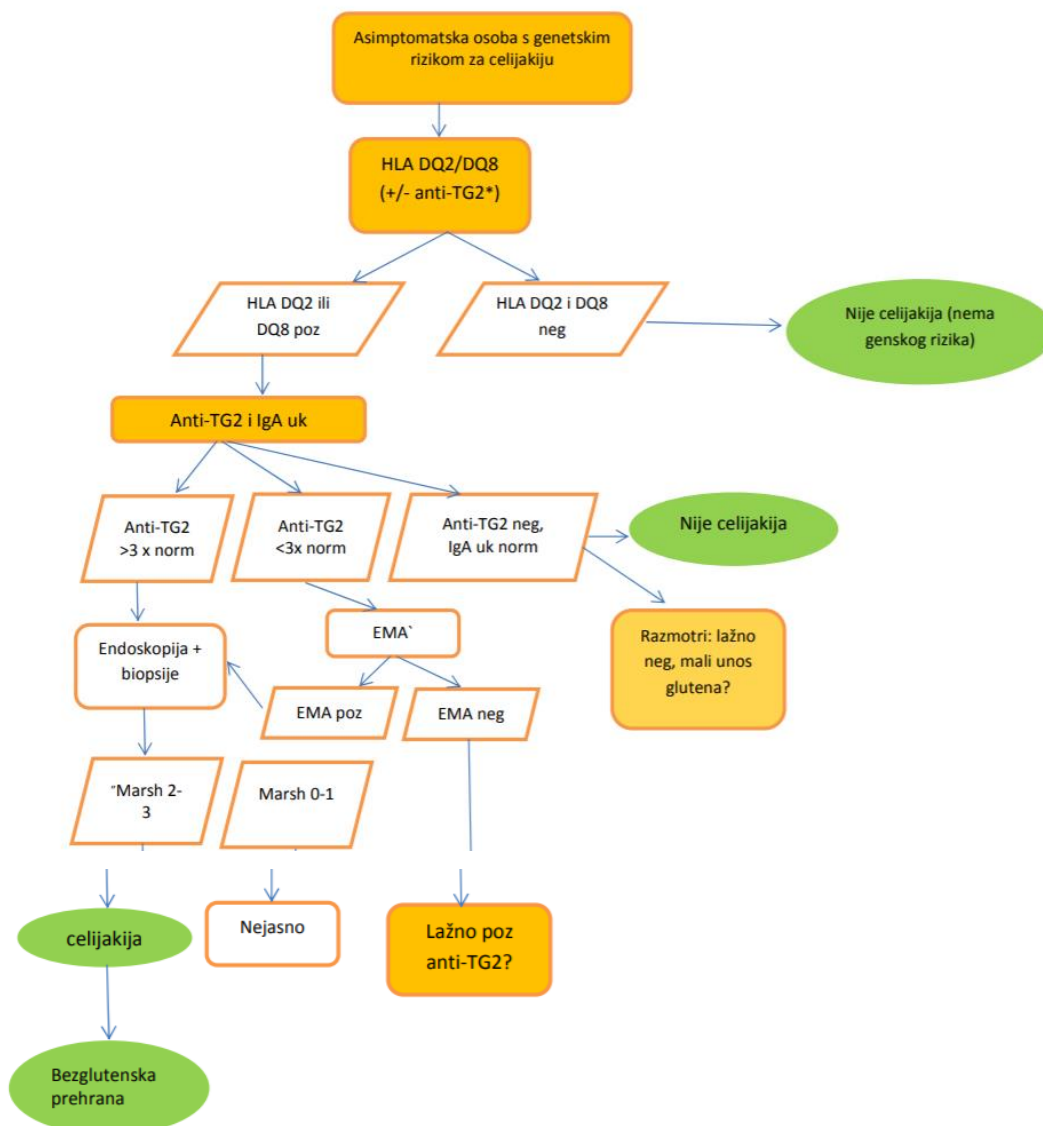 Asimptomatska osoba s genetskim
rizikom za celijakiju
HLA DQ2/DQ8
(+/- anti-TG2*)
HLA DQ2 ili
DQ8 poz
HLA DQ2 i DQ8
neg
Nije celijakija (nema
genskog rizika)
Anti-TG2 i IgA uk
Anti-TG2
>3 x norm
Anti-TG2
<3x norm
Anti-TG2 neg,
IgA uk norm
Nije celijakija
Endoskopija +
biopsije
EMA`
Razmotri: lažno
neg, mali unos
glutena?
EMA poz
EMA neg
"Marsh 2-
3
Marsh 0-1
celijakija
Nejasno
Lažno poz
anti-TG2?
Bezglutenska
prehrana